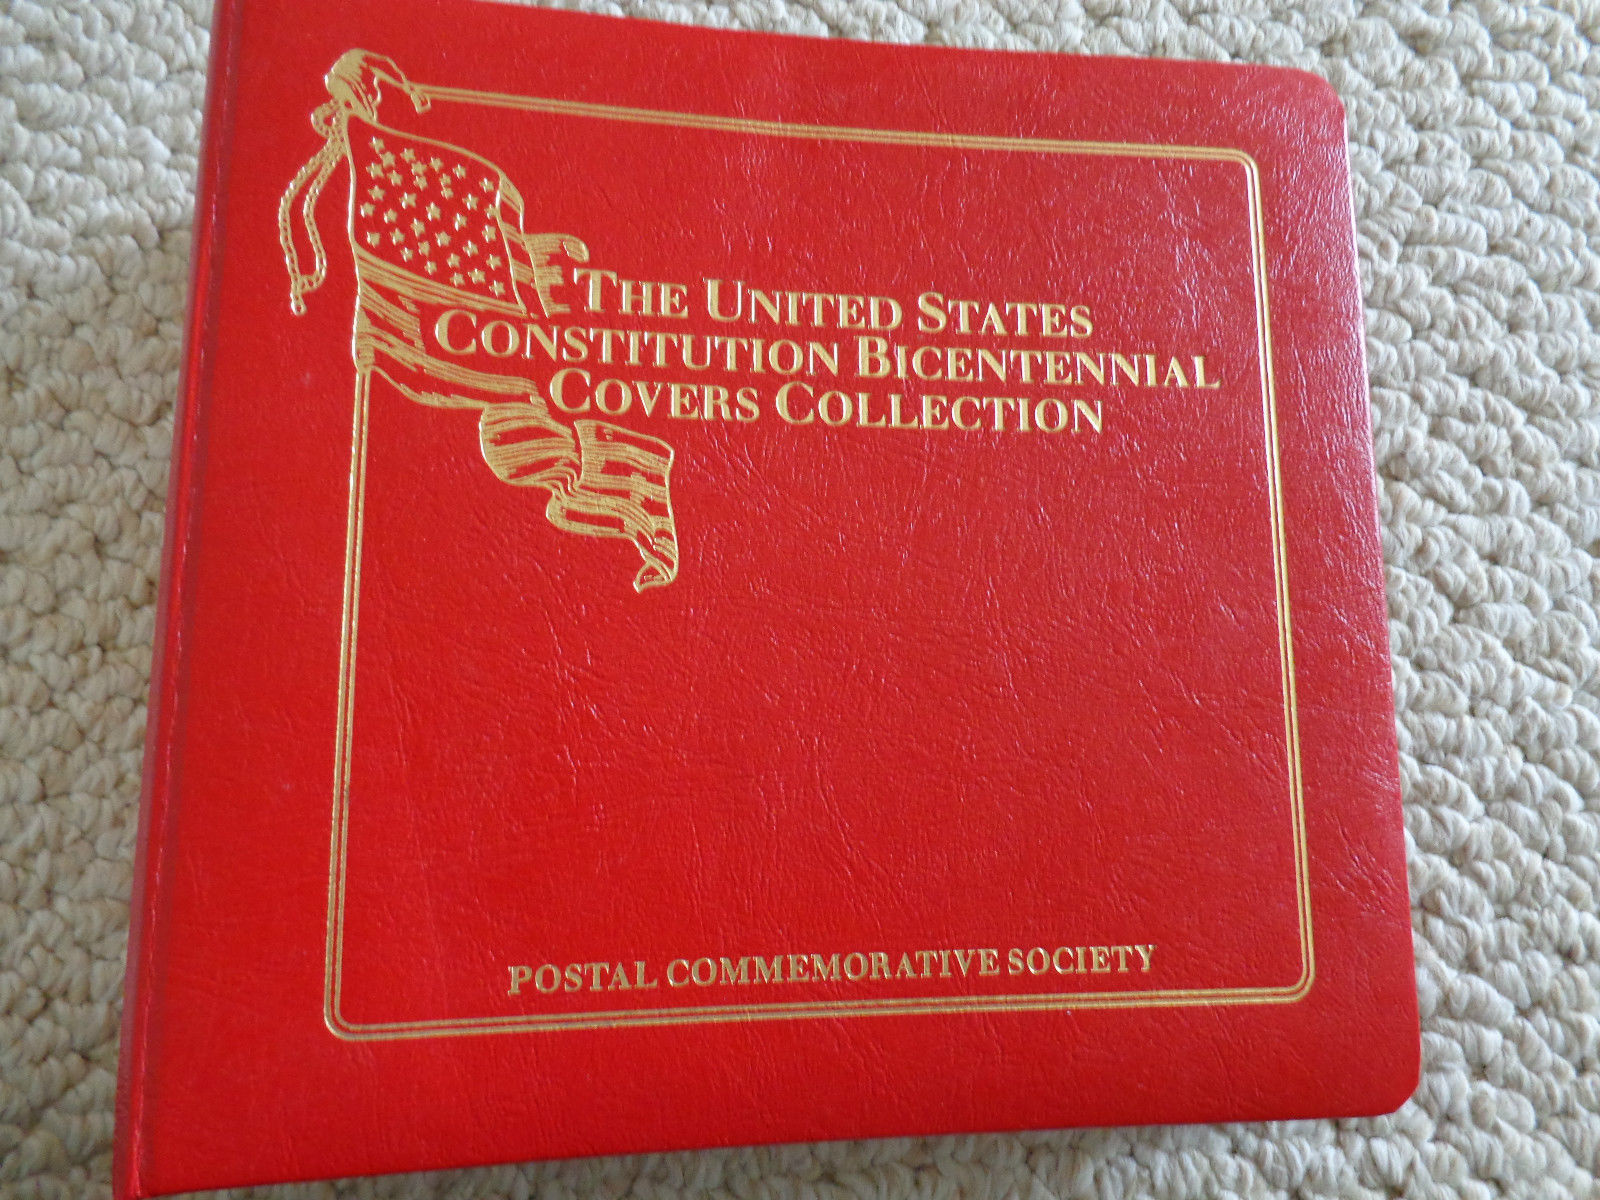 THE UNITED STATES
CONSTITUTION BICENTENNIAL
COVERS COLLECTION
POSTAL COMMEMORATIVE SOCIETY